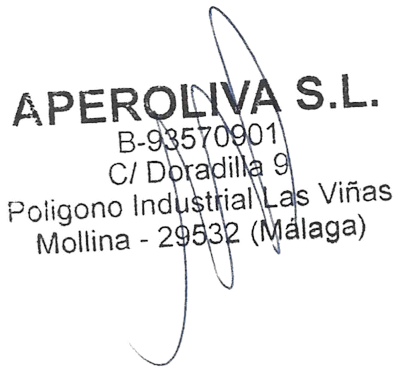 APEROLIVA S.L.
B-93570901
C/ Doradilla 9
Poligono Industrial Las Viñas
Mollina - 29532 (Málaga)